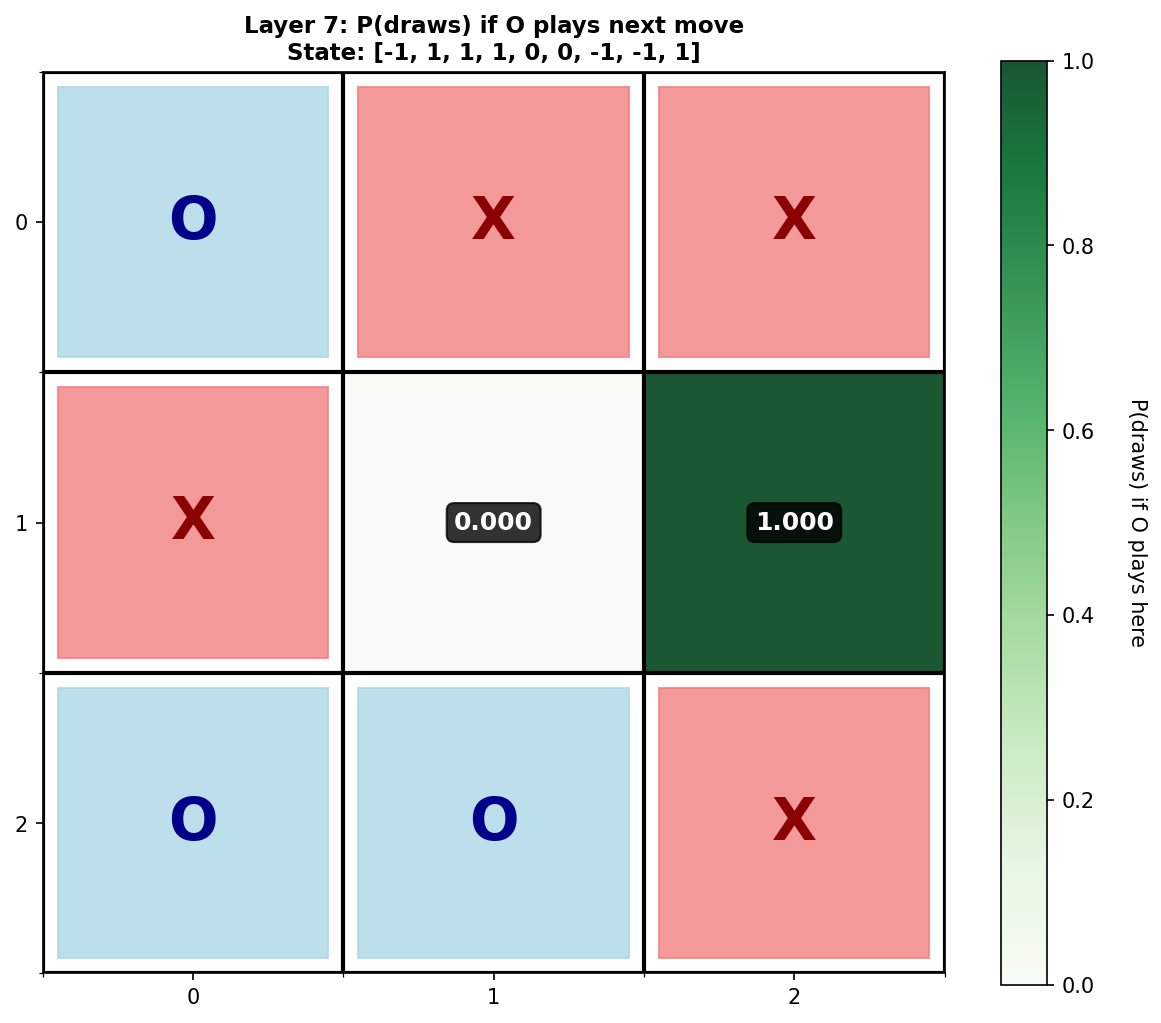 Layer 7: P(draws) if O plays next move
State: [-1, 1, 1, 1, 0, 0, -1, -1, 1]
0
O
X
X
1
X
0.000
1.000
2
O
O
X
0
1
2
1.0
0.8
0.6
0.4
0.2
0.0
P(draws) if O plays here